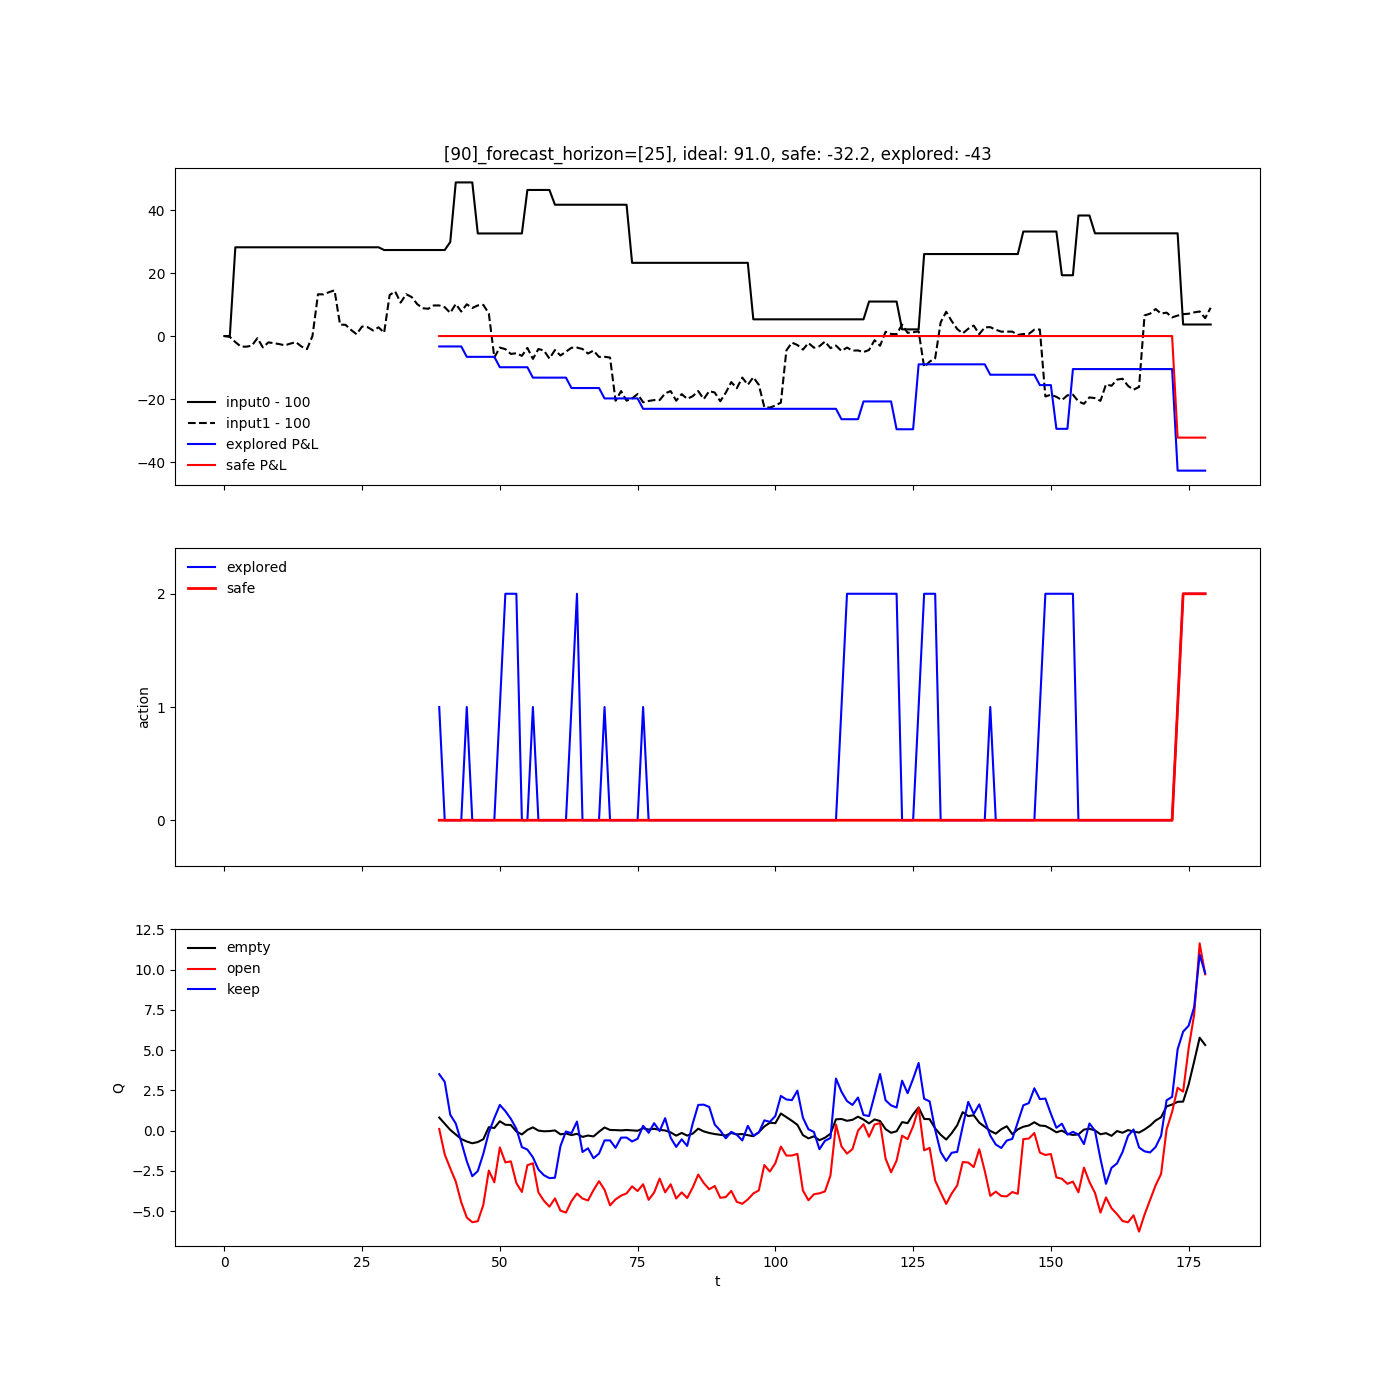 [90]_forecast_horizon=[25], ideal: 91.0, safe: -32.2, explored: -43
40
20
0
−20
−40
input0 - 100
input1 - 100
explored P&L
safe P&L
2
1
0
action
explored
safe
12.5
10.0
7.5
5.0
2.5
0.0
−2.5
−5.0
Q
empty
open
keep
0
25
50
75
100
125
150
175
t